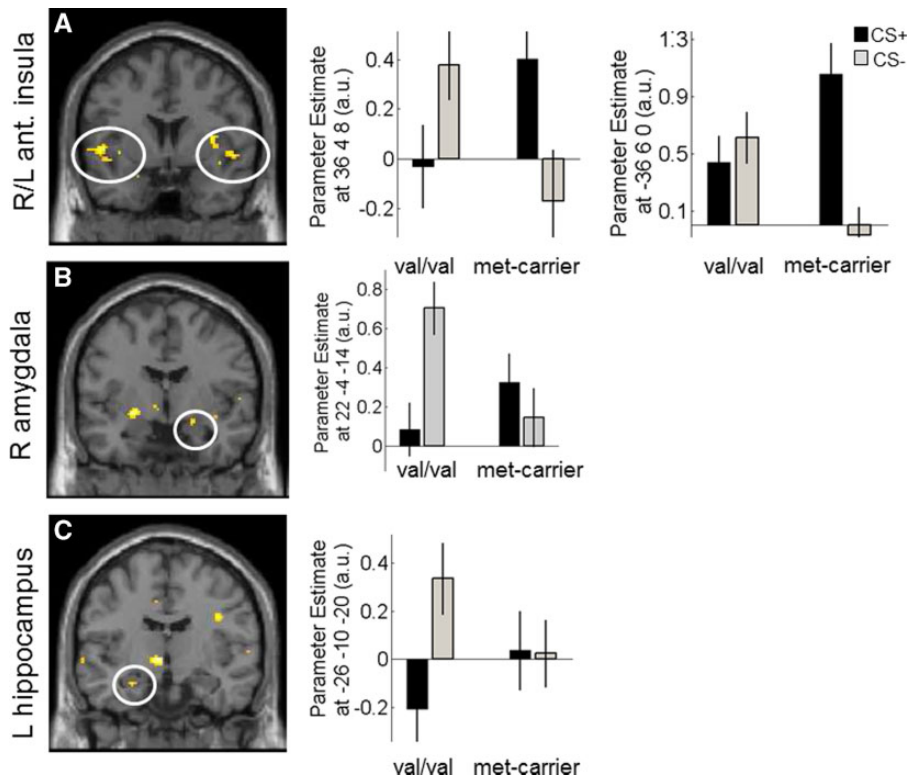 A
R/L ant. insula
Parameter Estimate
at 36 4 8 (a.u.)
0.4
0.2
0
-0.2
val/val
met-carrier
Parameter Estimate
at -36 6 0 (a.u.)
1.3
0.9
0.5
0.1
val/val
met-carrier
CS+
CS-
B
R amygdala
Parameter Estimate
at 22 -4 -14 (a.u.)
0.8
0.6
0.4
0.2
0
val/val
met-carrier
C
L hippocampus
Parameter Estimate
at -26 -10 -20 (a.u.)
0.4
0.2
0
-0.2
val/val
met-carrier